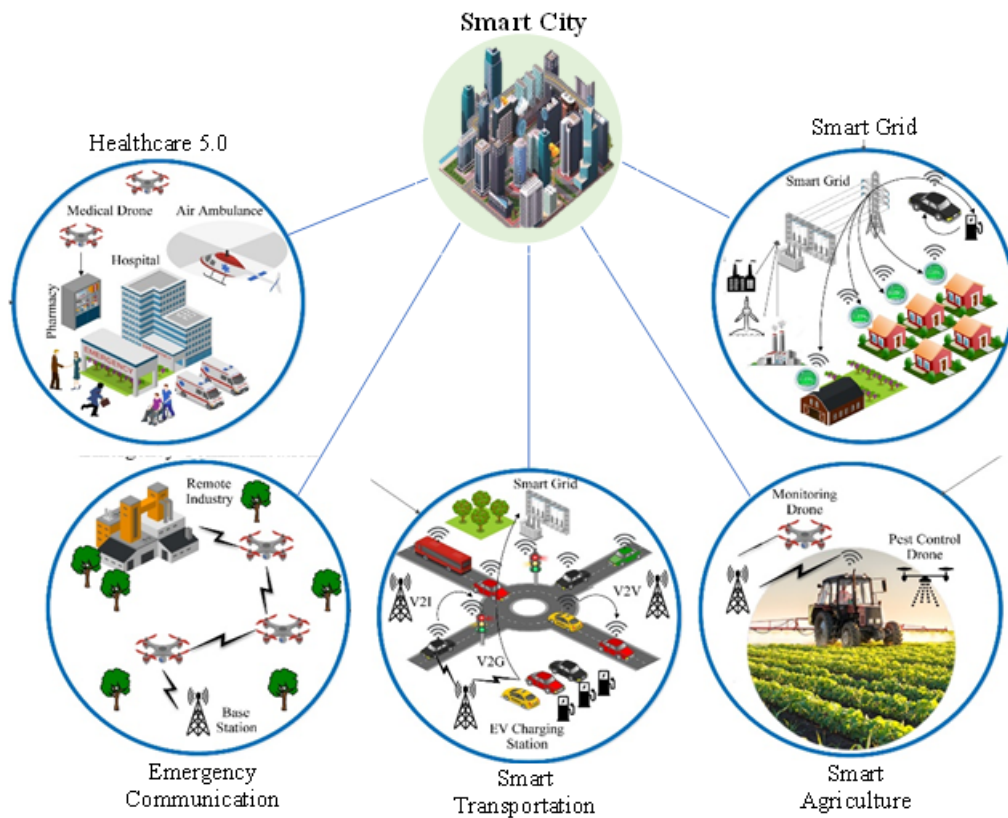 Smart City
Healthcare 5.0
Medical Drone
Air Ambulance
Hospital
Pharmacy
EMERGENCY
Smart Grid
Smart Grid
Remote
Industry
Base
Station
Emergency
Communication
Smart Grid
V2I
V2V
V2G
EV Charging
Station
Smart
Transportation
Monitoring
Drone
Pest Control
Drone
Smart
Agriculture